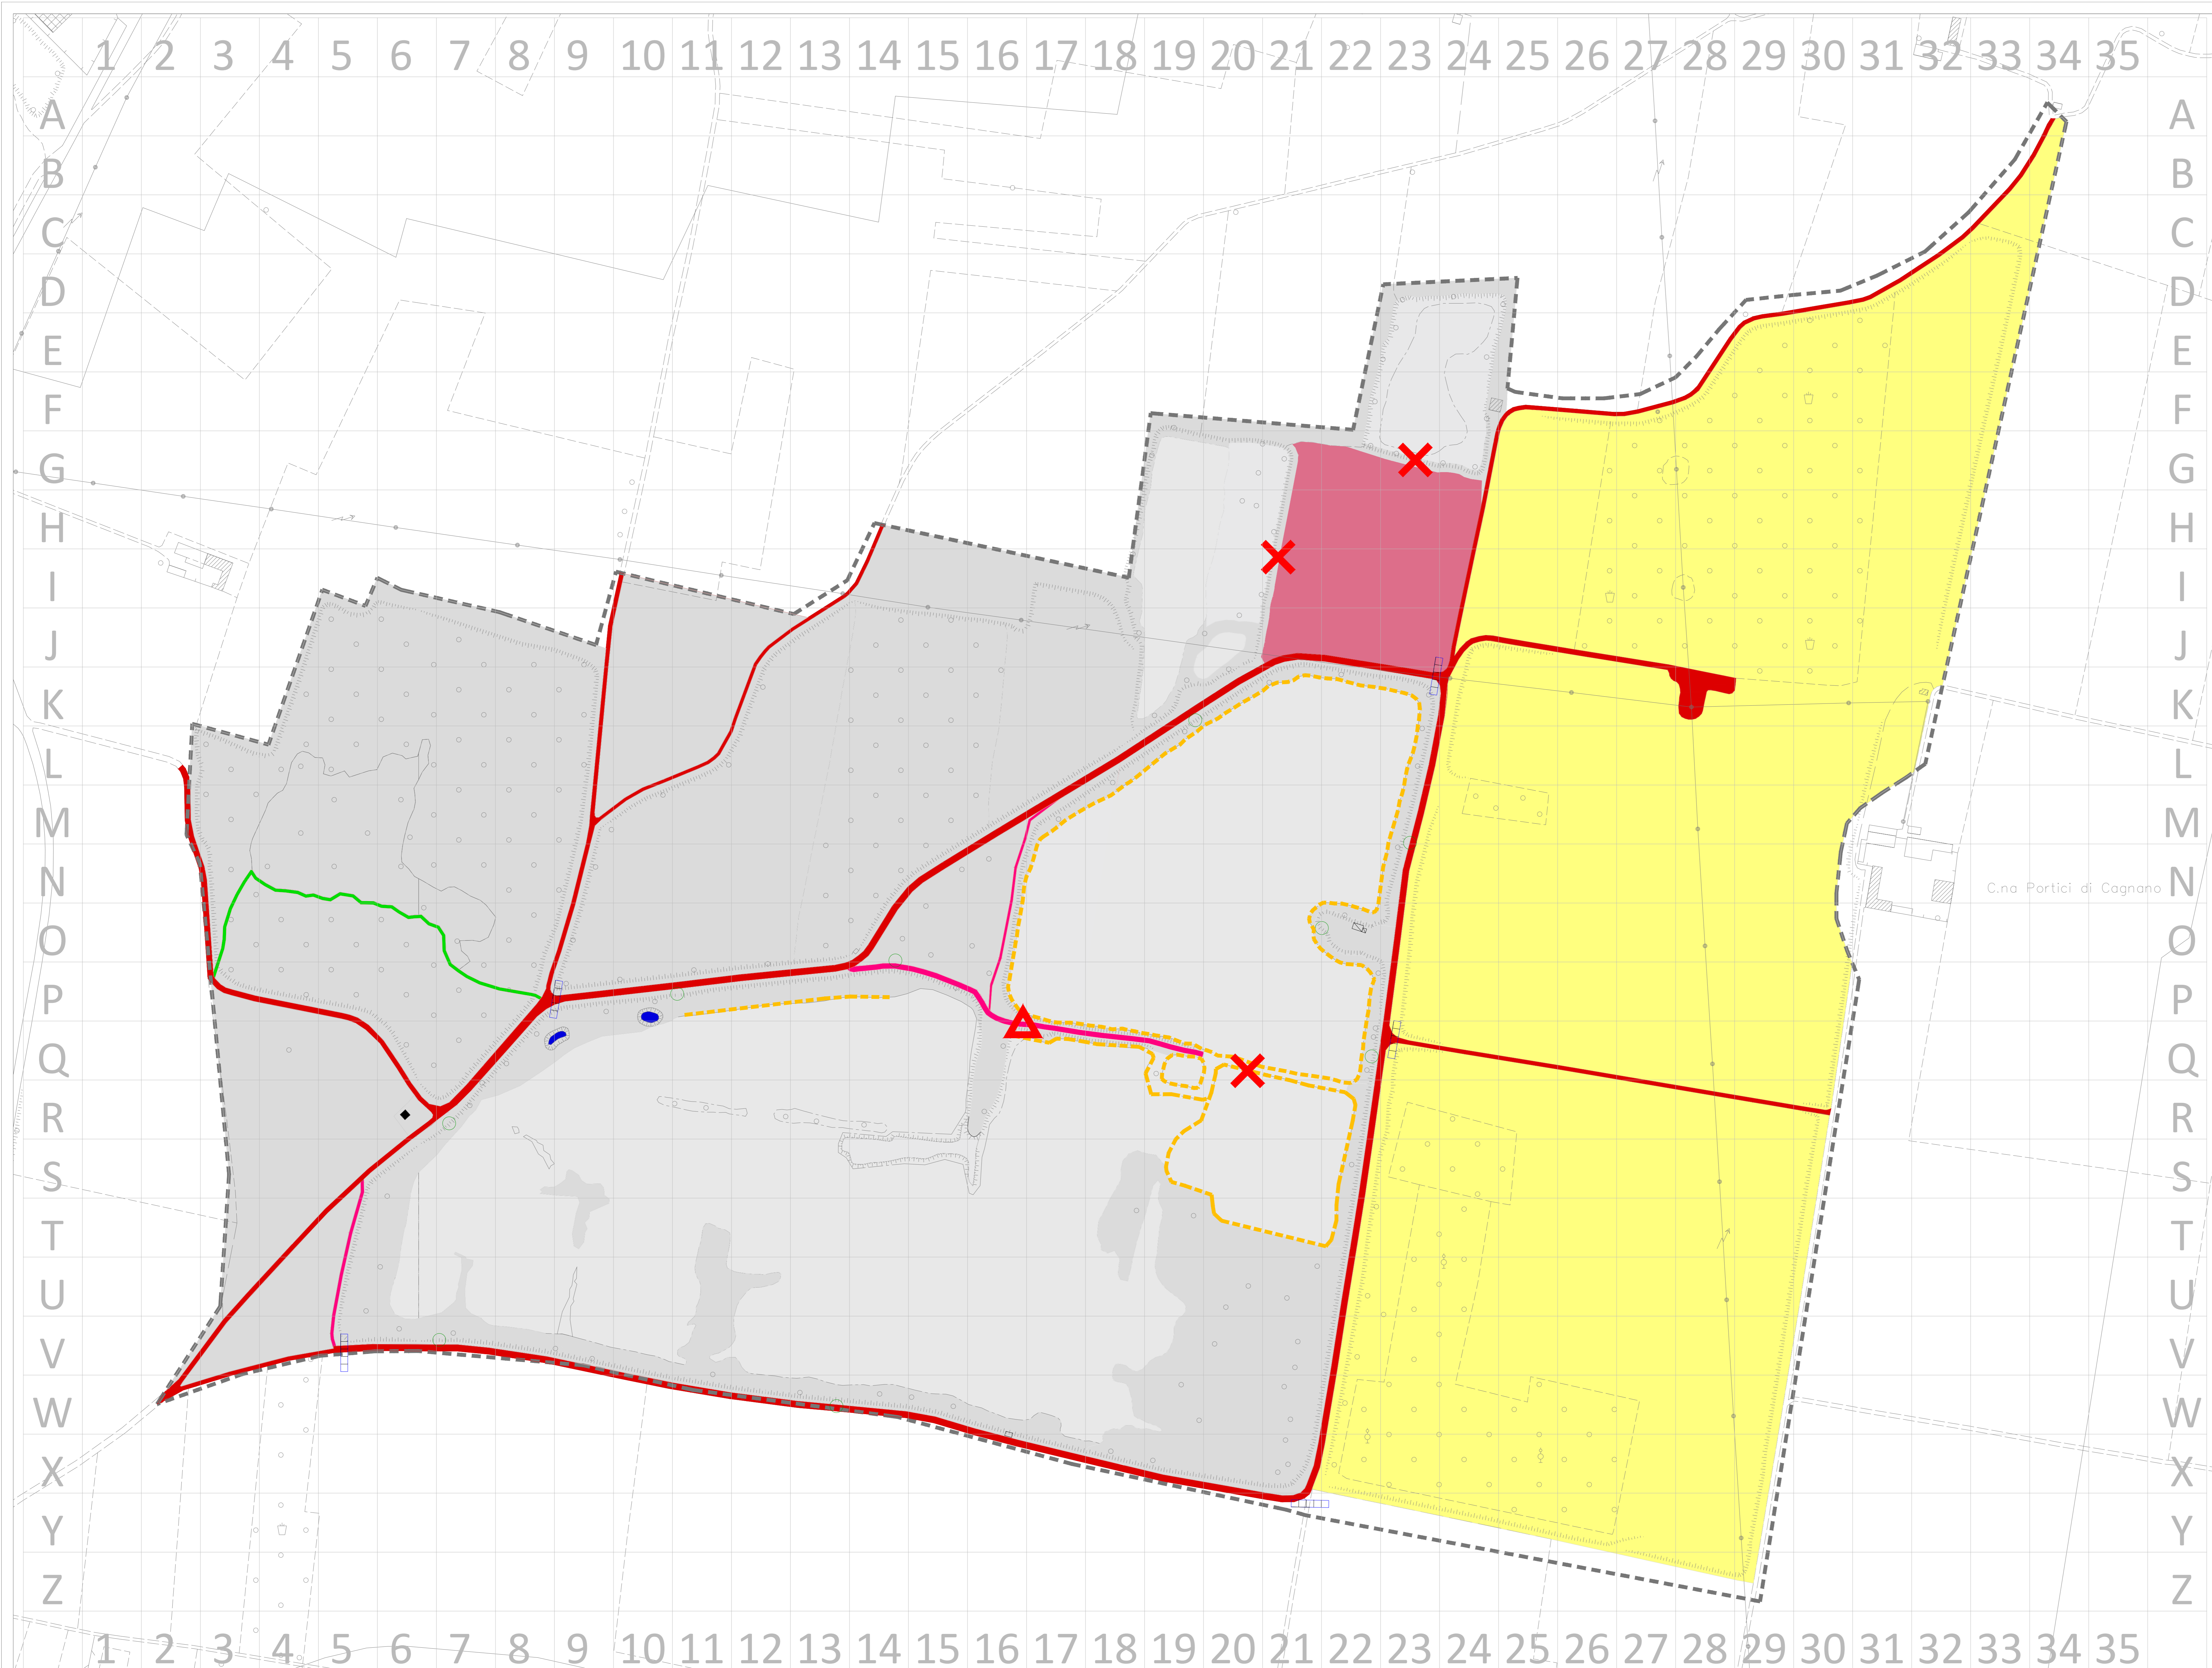 1 2 3 4 5 6 7 8 9 10 11 12 13 14 15 16 17 18 19 20 21 22 23 24 25 26 27 28 29 30 31 32 33 34 35
A A
B B
C C
D D
E E
F F
G G
H H
I I
J J
K K
L L
M M
N C.na Portici di Cagnano N
O O
P P
Q Q
R R
S S
T T
U U
V V
W W
X X
Y Y
Z Z
1 2 3 4 5 6 7 8 9 10 11 12 13 14 15 16 17 18 19 20 21 22 23 24 25 26 27 28 29 30 31 32 33 34 35